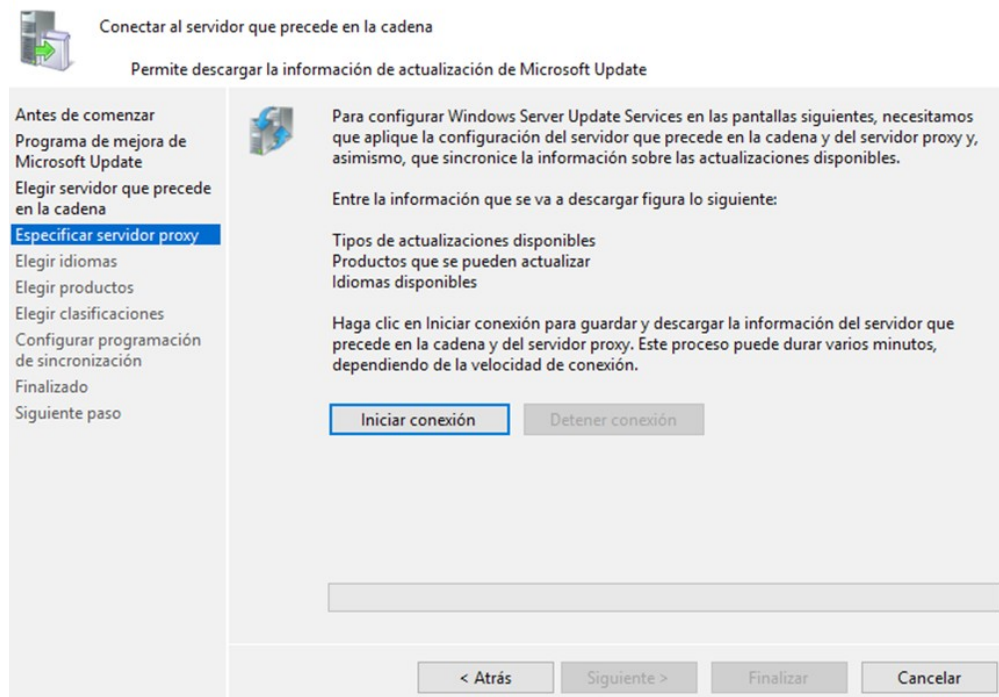 Conectar al servidor que precede en la cadena
Permite descargar la información de actualización de Microsoft Update
Antes de comenzar
Programa de mejora de
Microsoft Update
Elegir servidor que precede
en la cadena
Especificar servidor proxy
Elegir idiomas
Elegir productos
Elegir clasificaciones
Configurar programación
de sincronización
Finalizado
Siguiente paso
Para configurar Windows Server Update Services en las pantallas siguientes, necesitamos
que aplique la configuración del servidor que precede en la cadena y del servidor proxy y,
asimismo, que sincronice la información sobre las actualizaciones disponibles.
Entre la información que se va a descargar figura lo siguiente:
Tipos de actualizaciones disponibles
Productos que se pueden actualizar
Idiomas disponibles
Haga clic en Iniciar conexión para guardar y descargar la información del servidor que
precede en la cadena y del servidor proxy. Este proceso puede durar varios minutos,
dependiendo de la velocidad de conexión.
Iniciar conexión
Detener conexión
< Atrás
Siguiente >
Finalizar
Cancelar